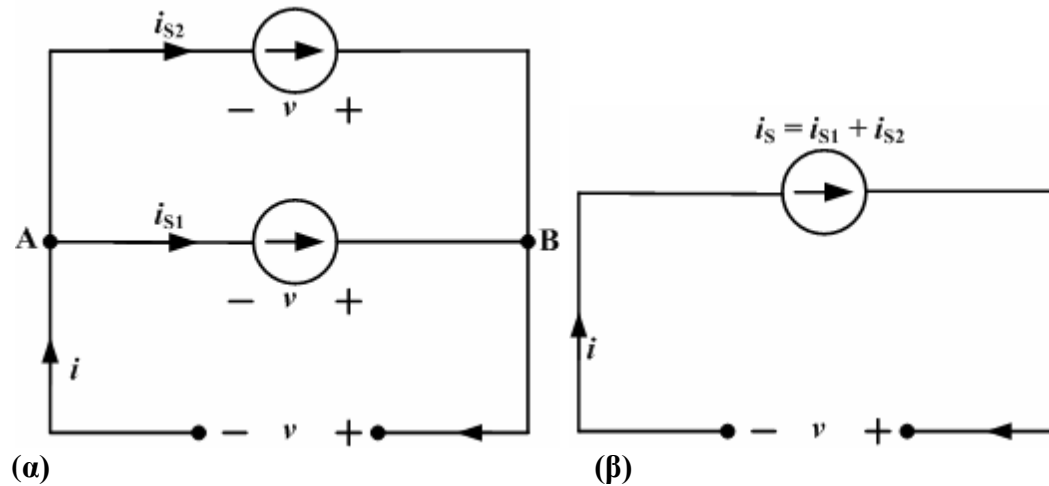 i_S2
− v +
i_S = i_S1 + i_S2
i_S1
A B
− v +
i
i
− v +
− v +
(α)
(β)